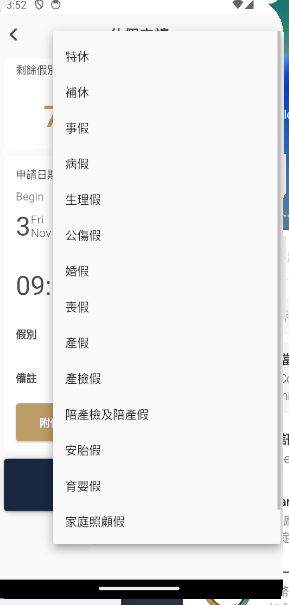 3:52
剩餘假別
7
申請日期
Begin
3 Fri
Nov
09:
假別
備註
附件
特休
補休
事假
病假
生理假
公傷假
婚假
喪假
產假
產檢假
陪產檢及陪產假
安胎假
育嬰假
家庭照顧假